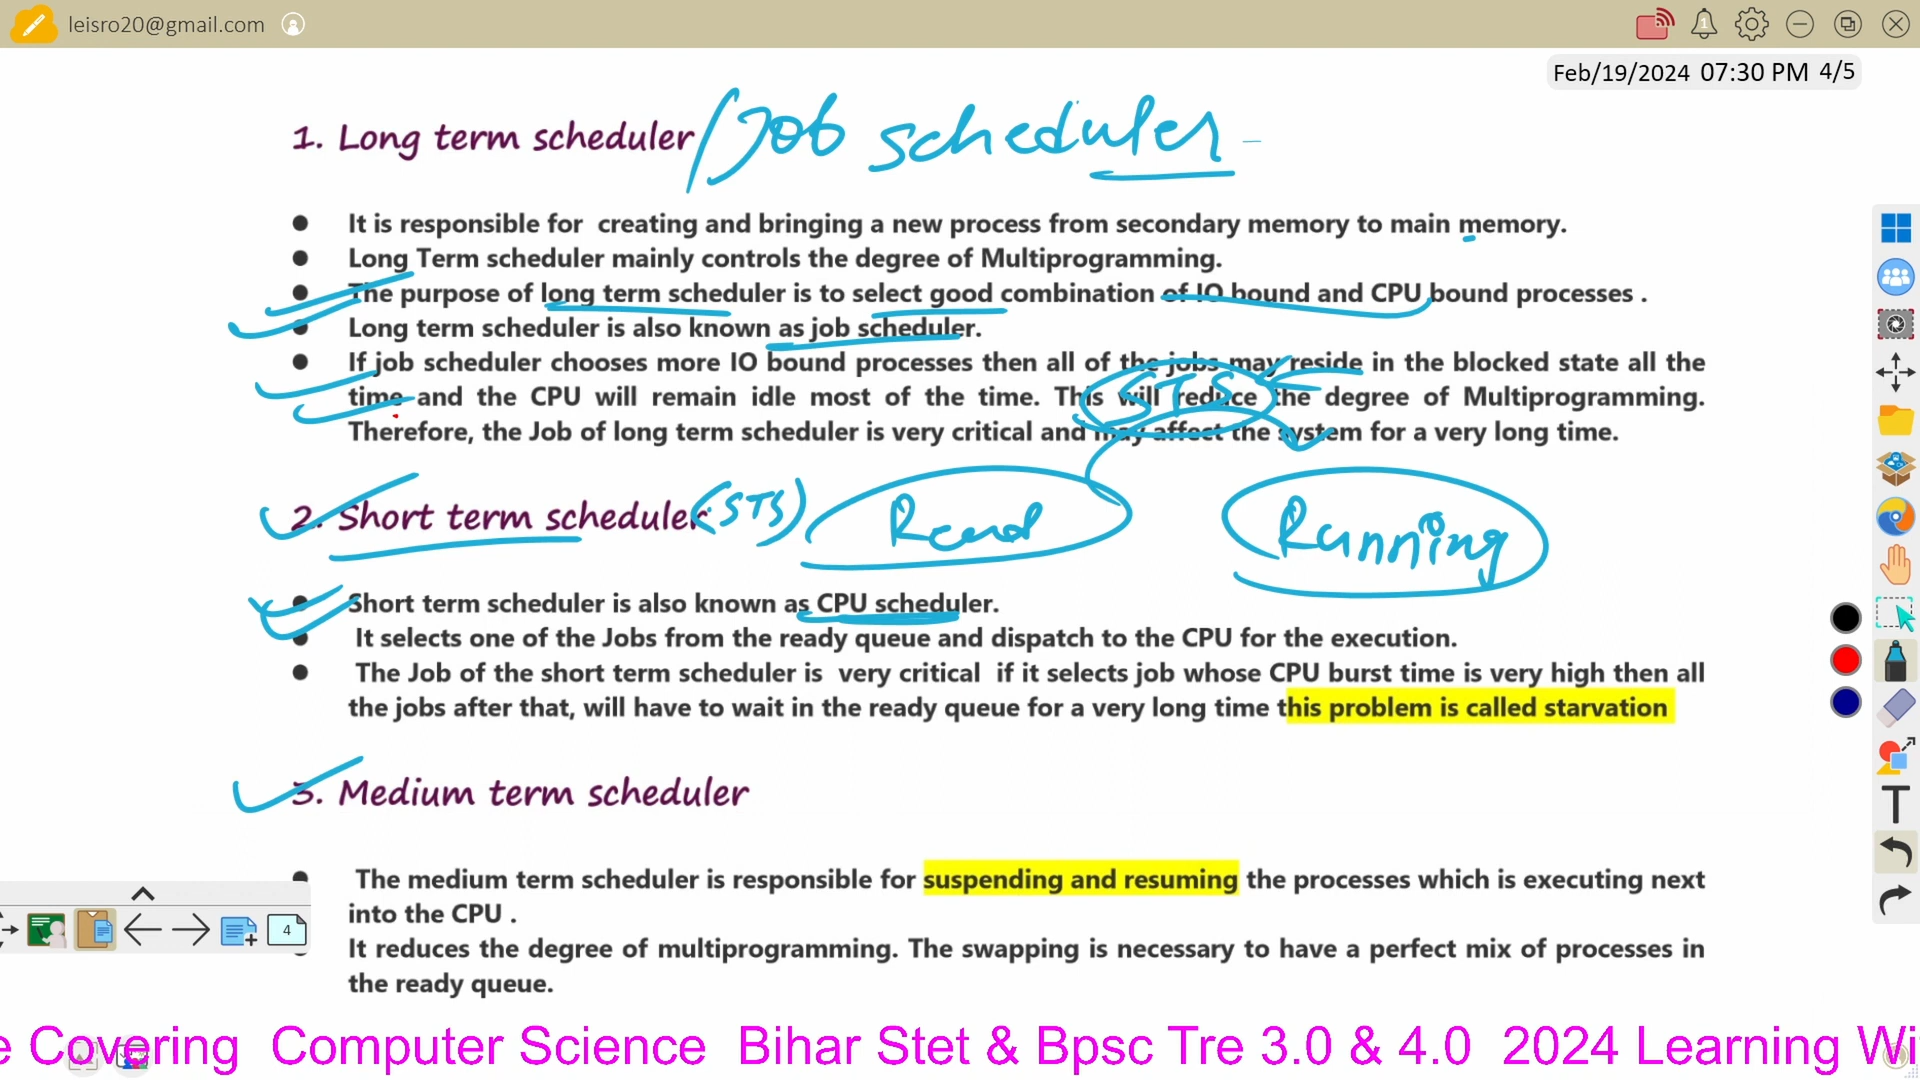 leisro20@gmail.com
1
Feb/19/2024 07:30 PM 4/5
1. Long term scheduler / Job scheduler -
● It is responsible for creating and bringing a new process from secondary memory to main memory.
● Long Term scheduler mainly controls the degree of Multiprogramming.
● The purpose of long term scheduler is to select good combination of IO bound and CPU bound processes .
● Long term scheduler is also known as job scheduler.
● If job scheduler chooses more IO bound processes then all of the jobs may reside in the blocked state all the
time and the CPU will remain idle most of the time. This will reduce the degree of Multiprogramming.
STS
Therefore, the Job of long term scheduler is very critical and may affect the system for a very long time.
2. Short term scheduler (STS)
Running
● Short term scheduler is also known as CPU scheduler.
● It selects one of the Jobs from the ready queue and dispatch to the CPU for the execution.
● The Job of the short term scheduler is very critical if it selects job whose CPU burst time is very high then all
the jobs after that, will have to wait in the ready queue for a very long time this problem is called starvation
3. Medium term scheduler
● The medium term scheduler is responsible for suspending and resuming the processes which is executing next
into the CPU .
It reduces the degree of multiprogramming. The swapping is necessary to have a perfect mix of processes in
the ready queue.
4
T
e Covering Computer Science Bihar Stet & Bpsc Tre 3.0 & 4.0 2024 Learning Wi